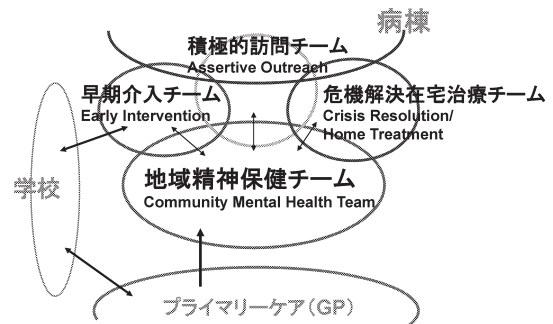 病棟
積極的訪問チーム
Assertive Outreach
早期介入チーム
Early Intervention
危機解決在宅治療チーム
Crisis Resolution/
Home Treatment
学校
地域精神保健チーム
Community Mental Health Team
プライマリーケア(GP)